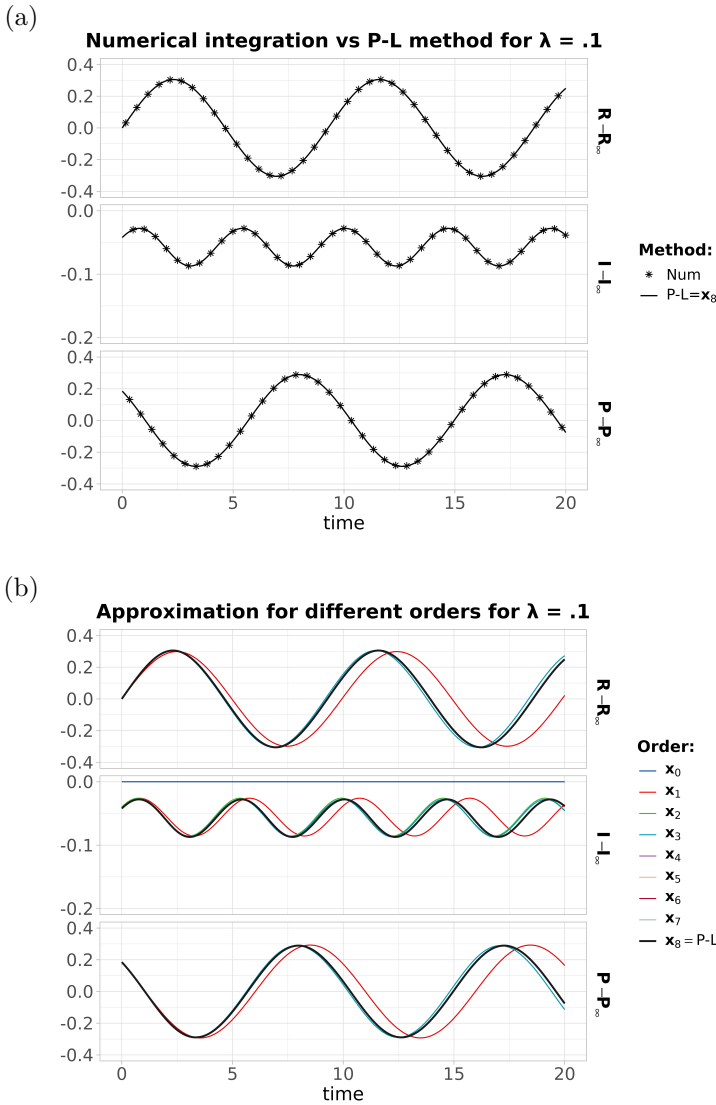 (a)
Numerical integration vs P-L method for λ = .1
0.4
0.2
0.0
-0.2
-0.4
R−R∞
0.0
-0.1
-0.2
I−I∞
0.4
0.2
0.0
-0.2
-0.4
P−P∞
0 5 10 15 20
time
Method:
Num
P-L=x₈
(b)
Approximation for different orders for λ = .1
0.4
0.2
0.0
-0.2
-0.4
R−R∞
0.0
-0.1
-0.2
I−I∞
0.4
0.2
0.0
-0.2
-0.4
P−P∞
0 5 10 15 20
time
Order:
x₀
x₁
x₂
x₃
x₄
x₅
x₆
x₇
x₈ = P-L